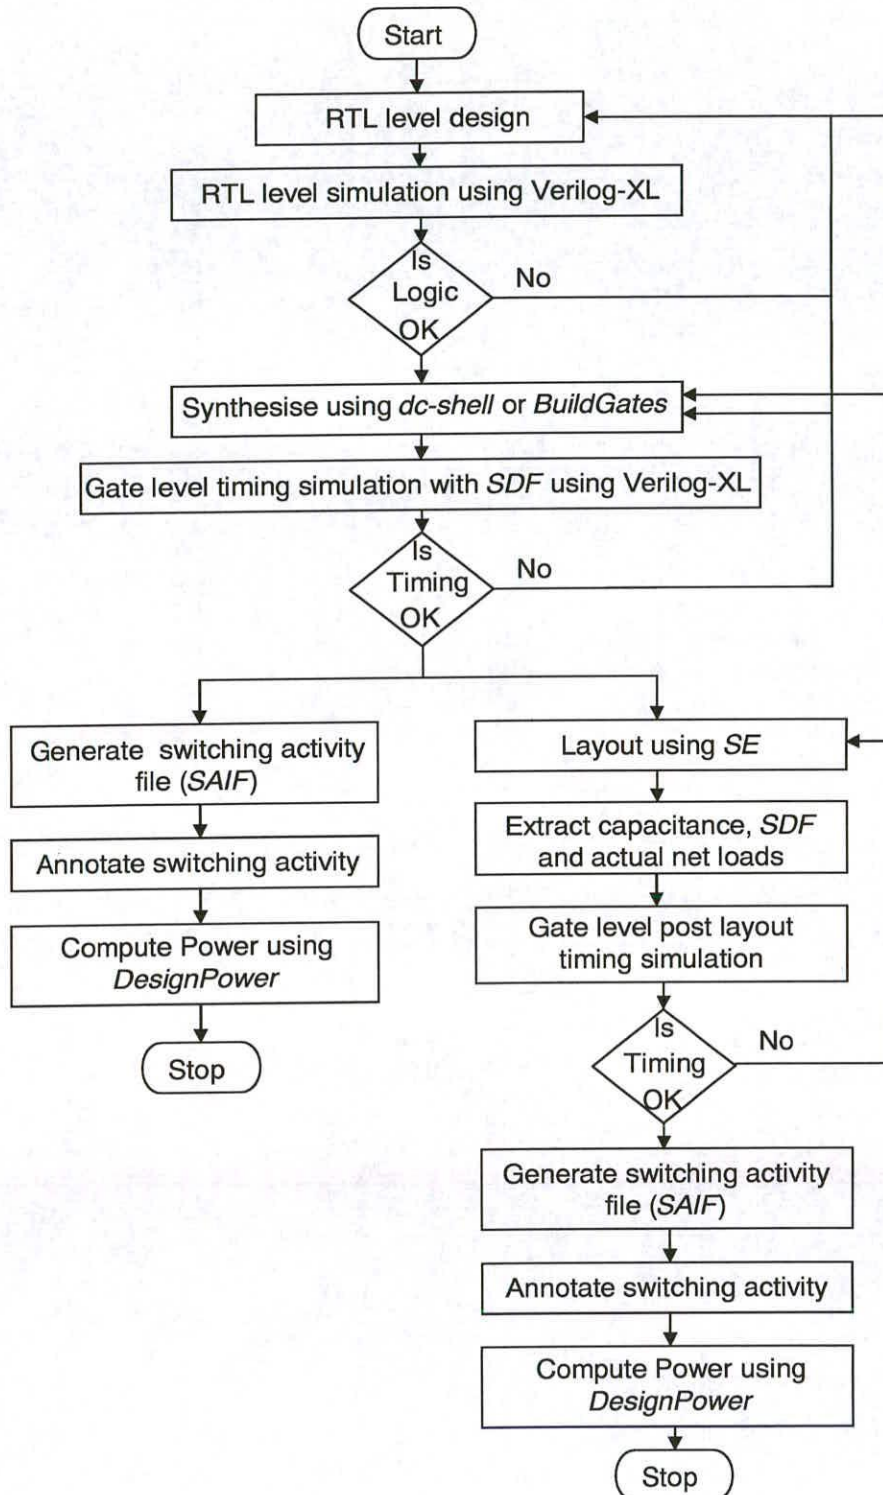 Start
RTL level design
RTL level simulation using Verilog-XL
Is
Logic
OK
No
Synthesise using dc-shell or BuildGates
Gate level timing simulation with SDF using Verilog-XL
Is
Timing
OK
No
Generate switching activity
file (SAIF)
Annotate switching activity
Compute Power using
DesignPower
Stop
Layout using SE
Extract capacitance, SDF
and actual net loads
Gate level post layout
timing simulation
Is
Timing
OK
No
Generate switching activity
file (SAIF)
Annotate switching activity
Compute Power using
DesignPower
Stop